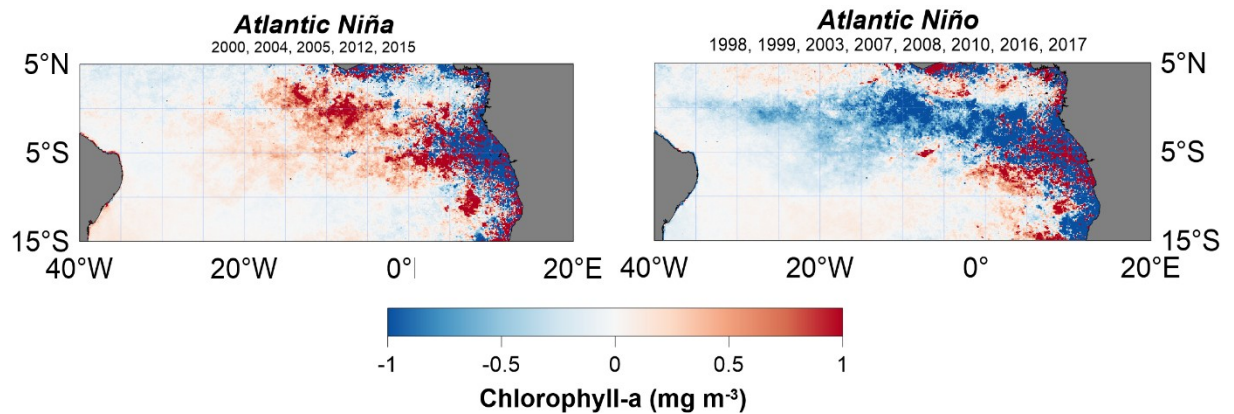 Atlantic Niña
2000, 2004, 2005, 2012, 2015
Atlantic Niño
1998, 1999, 2003, 2007, 2008, 2010, 2016, 2017
5°N
5°S
15°S
40°W
20°W
0°
20°E
5°N
5°S
15°S
40°W
20°W
0°
20°E
-1
-0.5
0
0.5
1
Chlorophyll-a (mg m⁻³)